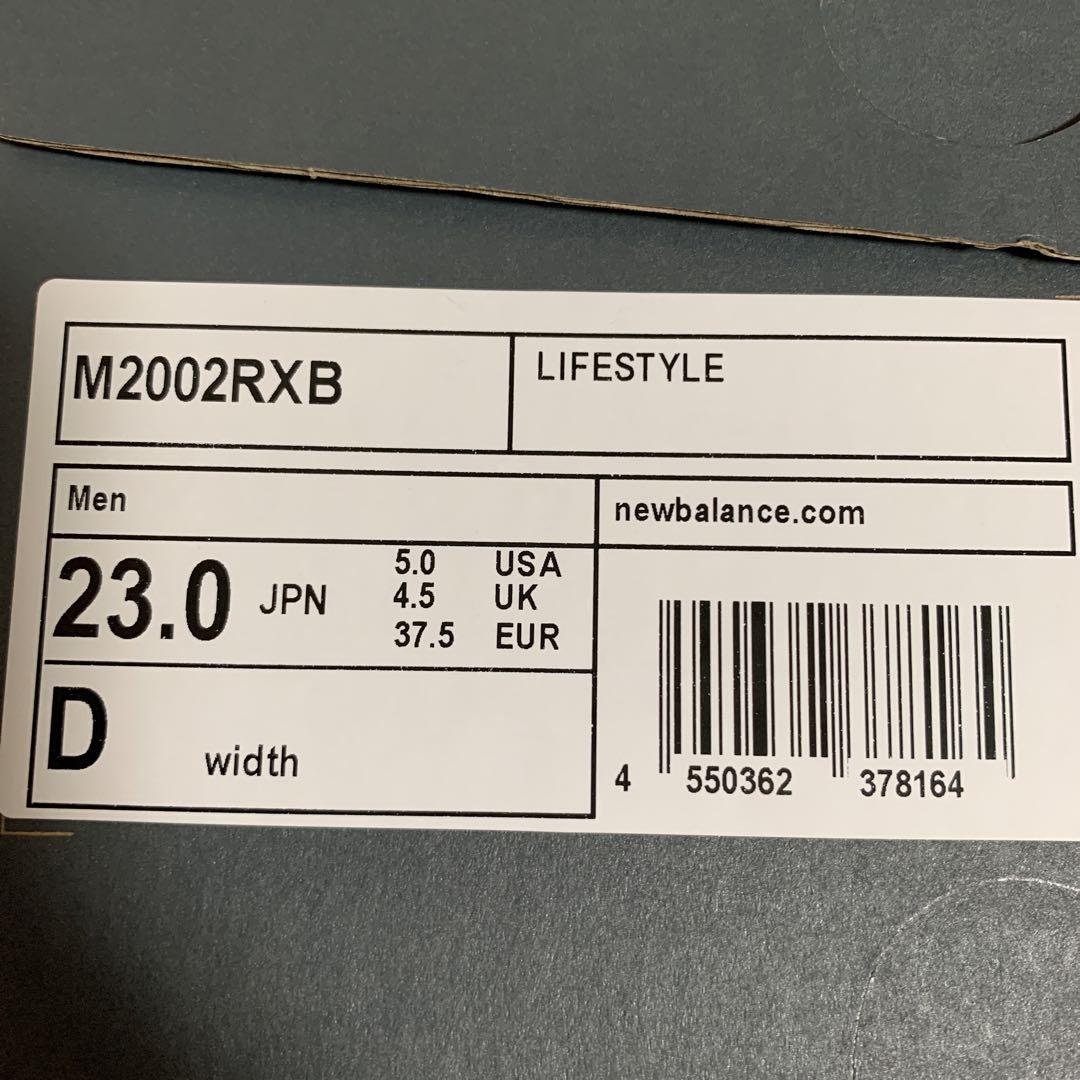 M2002RXB
LIFESTYLE
Men
newbalance.com
23.0 JPN
5.0 USA
4.5 UK
37.5 EUR
D width
4 550362 378164